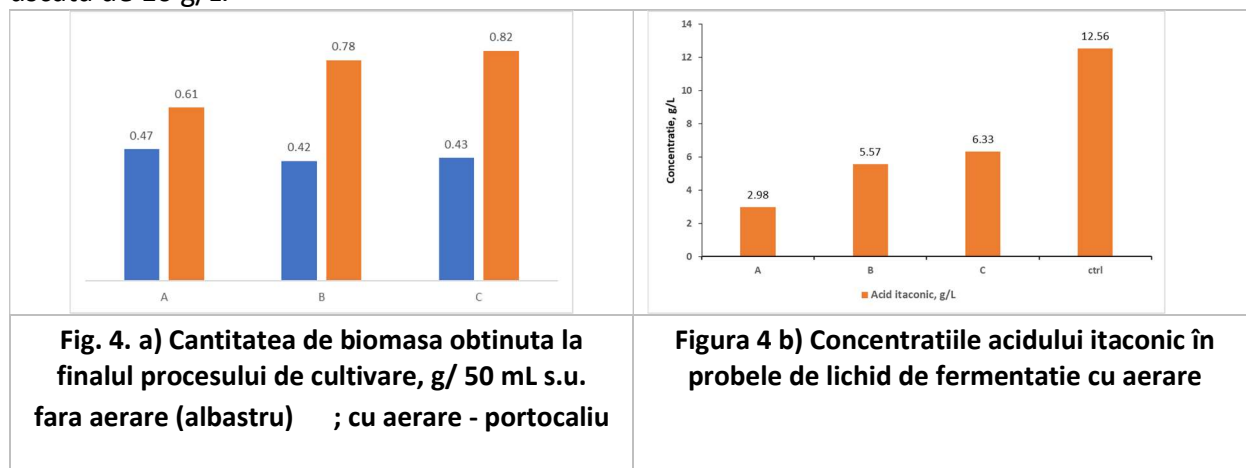 0.47
0.61
0.42
0.78
0.43
0.82
A
B
C
14
12
10
8
6
4
2
0
Concentratie, g/L
2.98
5.57
6.33
12.56
A
B
C
ctrl
Acid itaconic, g/L
Fig. 4. a) Cantitatea de biomasa obtinuta la
finalul procesului de cultivare, g/ 50 mL s.u.
fara aerare (albastru) ; cu aerare - portocaliu
Figura 4 b) Concentratiile acidului itaconic în
probele de lichid de fermentatie cu aerare